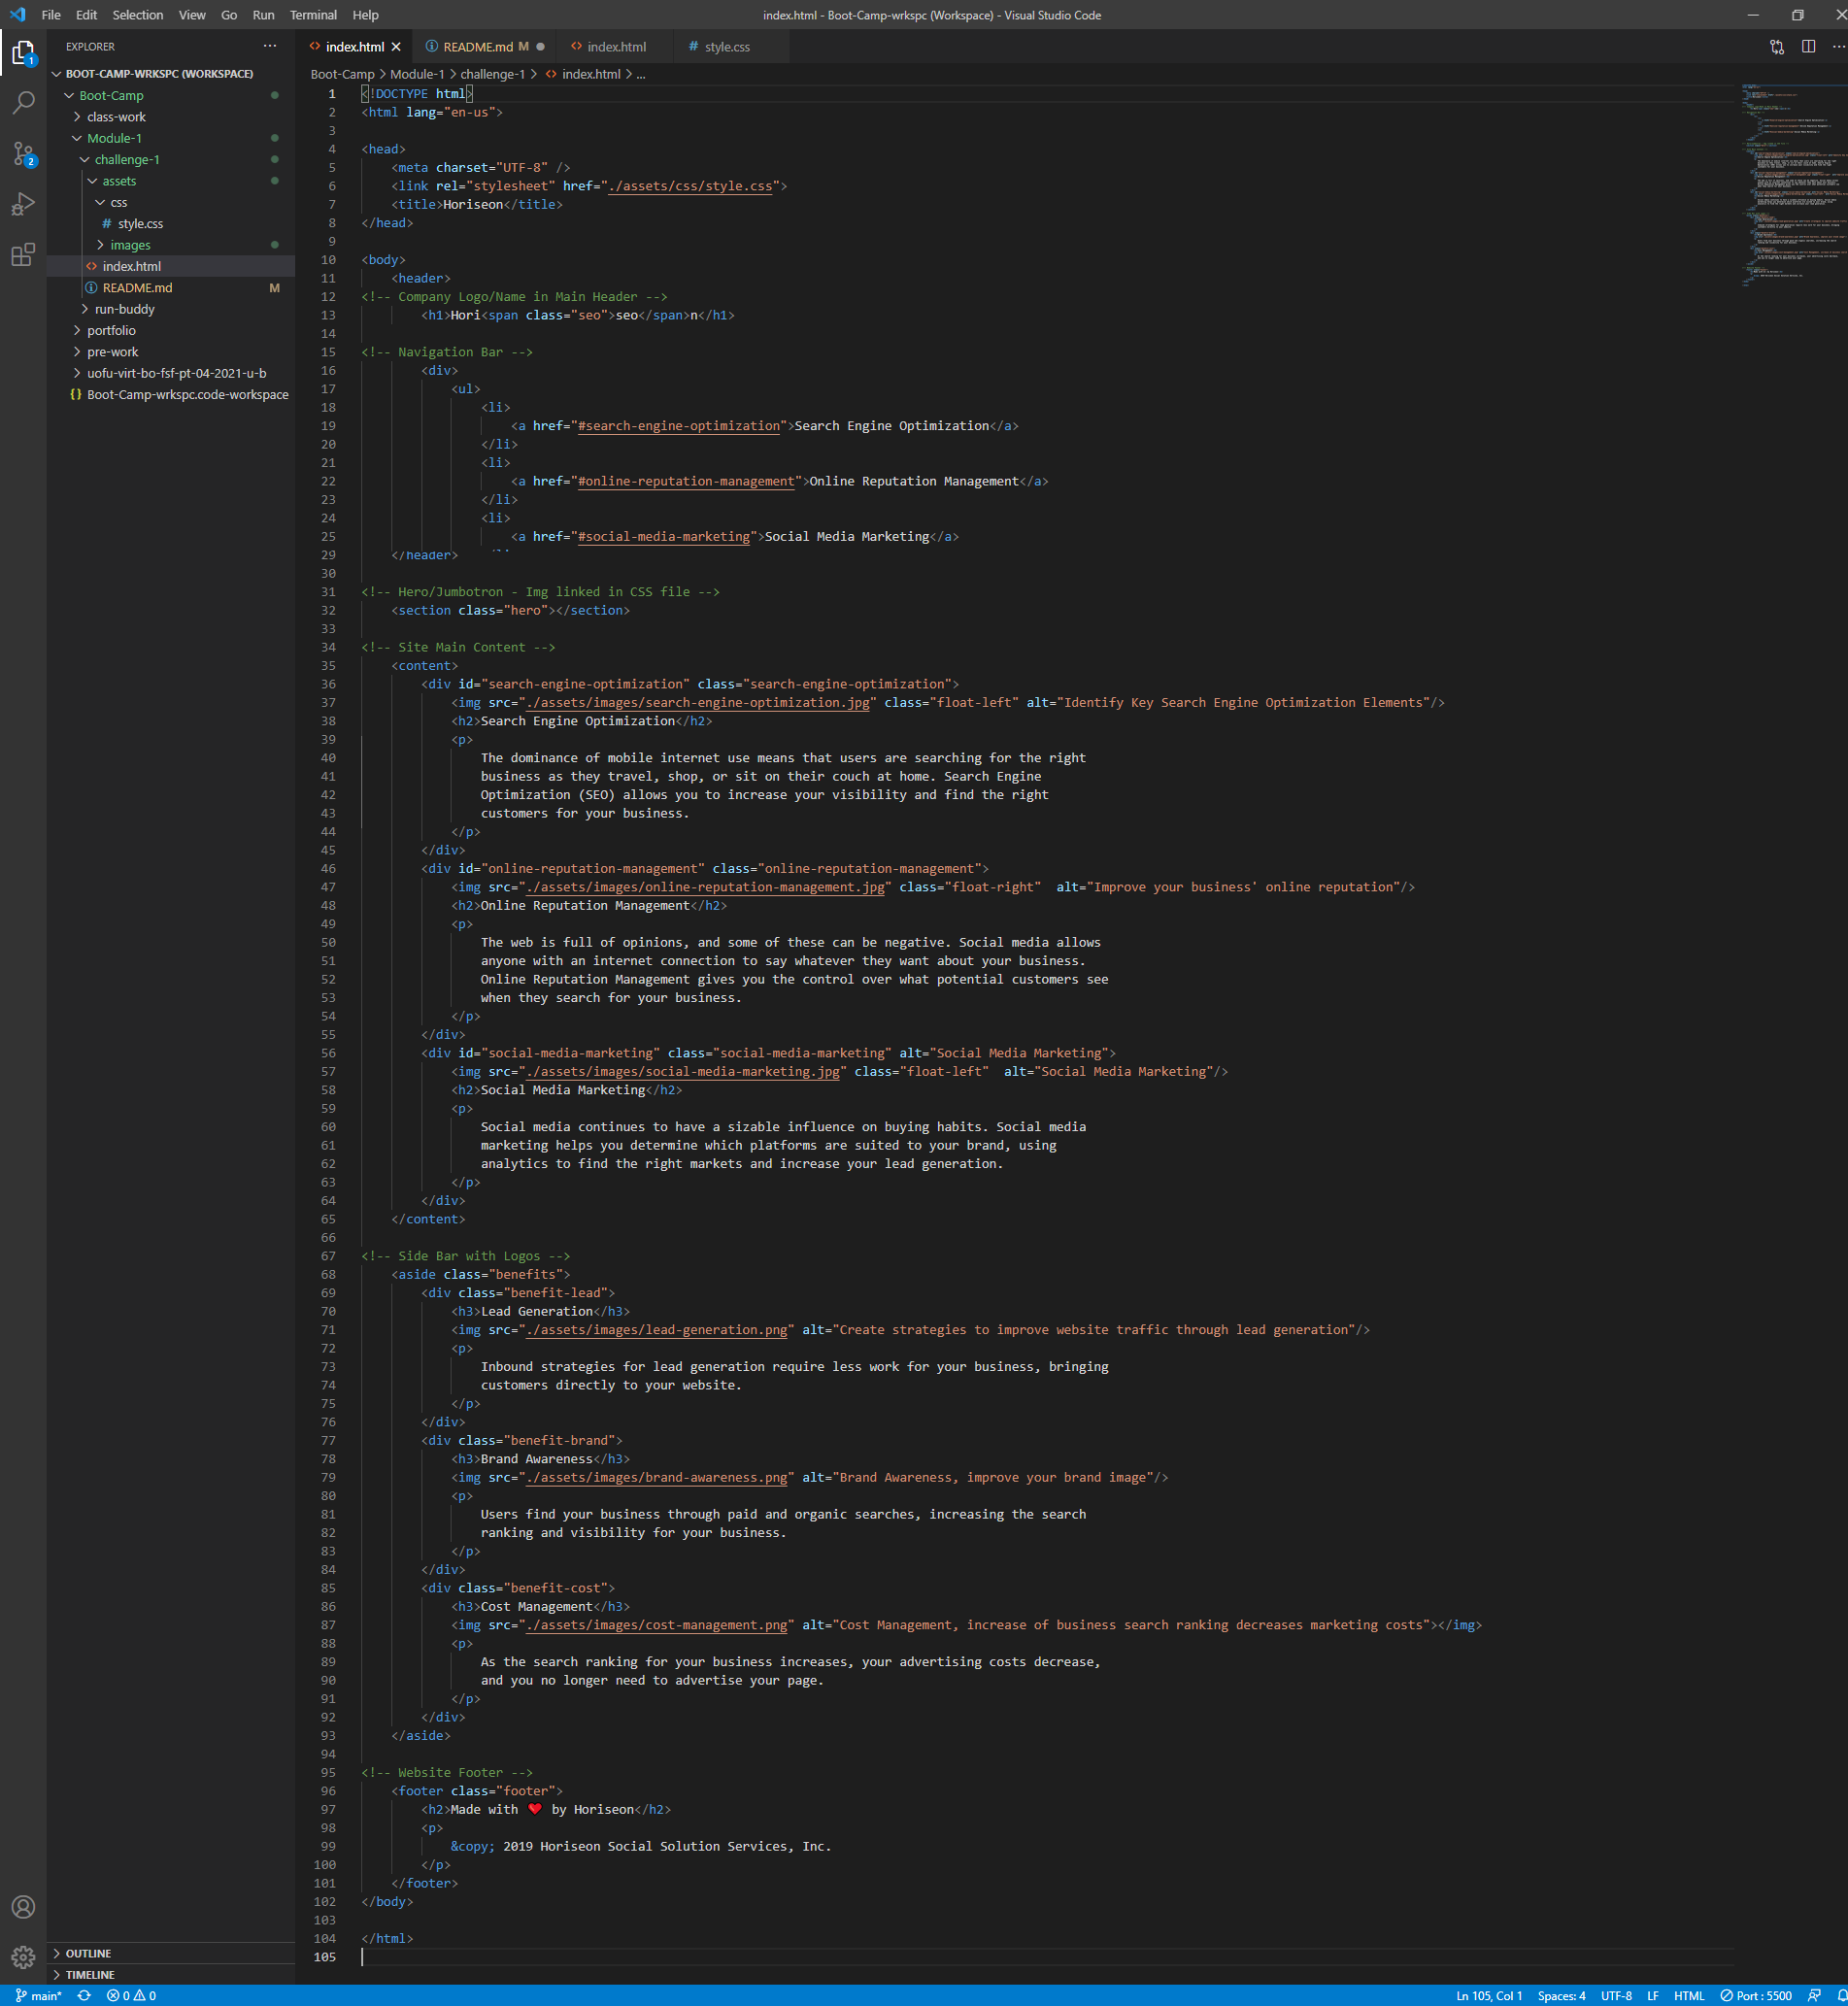 File Edit Selection View Go Run Terminal Help
index.html - Boot-Camp-wrkspc (Workspace) - Visual Studio Code
EXPLORER
1
2
BOOT-CAMP-WRKSPC (WORKSPACE)
Boot-Camp
class-work
Module-1
challenge-1
assets
css
# style.css
images
<> index.html
README.md M
run-buddy
portfolio
pre-work
uofu-virt-bo-fsf-pt-04-2021-u-b
{} Boot-Camp-wrkspc.code-workspace
OUTLINE
TIMELINE
<> index.html × README.md M ● <> index.html # style.css
Boot-Camp > Module-1 > challenge-1 > <> index.html > ...
1 <!DOCTYPE html>
2 <html lang="en-us">
3
4 <head>
5     <meta charset="UTF-8" />
6     <link rel="stylesheet" href="./assets/css/style.css">
7     <title>Horiseon</title>
8 </head>
9
10 <body>
11     <header>
12 <!-- Company Logo/Name in Main Header -->
13         <h1>Hori<span class="seo">seo</span>n</h1>
14
15 <!-- Navigation Bar -->
16         <div>
17             <ul>
18                 <li>
19                     <a href="#search-engine-optimization">Search Engine Optimization</a>
20                 </li>
21                 <li>
22                     <a href="#online-reputation-management">Online Reputation Management</a>
23                 </li>
24                 <li>
25                     <a href="#social-media-marketing">Social Media Marketing</a>
29     </header>
30
31 <!-- Hero/Jumbotron - Img linked in CSS file -->
32     <section class="hero"></section>
33
34 <!-- Site Main Content -->
35     <content>
36         <div id="search-engine-optimization" class="search-engine-optimization">
37             <img src="./assets/images/search-engine-optimization.jpg" class="float-left" alt="Identify Key Search Engine Optimization Elements"/>
38             <h2>Search Engine Optimization</h2>
39             <p>
40                 The dominance of mobile internet use means that users are searching for the right
41                 business as they travel, shop, or sit on their couch at home. Search Engine
42                 Optimization (SEO) allows you to increase your visibility and find the right
43                 customers for your business.
44             </p>
45         </div>
46         <div id="online-reputation-management" class="online-reputation-management">
47             <img src="./assets/images/online-reputation-management.jpg" class="float-right"  alt="Improve your business' online reputation"/>
48             <h2>Online Reputation Management</h2>
49             <p>
50                 The web is full of opinions, and some of these can be negative. Social media allows
51                 anyone with an internet connection to say whatever they want about your business.
52                 Online Reputation Management gives you the control over what potential customers see
53                 when they search for your business.
54             </p>
55         </div>
56         <div id="social-media-marketing" class="social-media-marketing" alt="Social Media Marketing">
57             <img src="./assets/images/social-media-marketing.jpg" class="float-left"  alt="Social Media Marketing"/>
58             <h2>Social Media Marketing</h2>
59             <p>
60                 Social media continues to have a sizable influence on buying habits. Social media
61                 marketing helps you determine which platforms are suited to your brand, using
62                 analytics to find the right markets and increase your lead generation.
63             </p>
64         </div>
65     </content>
66
67 <!-- Side Bar with Logos -->
68     <aside class="benefits">
69         <div class="benefit-lead">
70             <h3>Lead Generation</h3>
71             <img src="./assets/images/lead-generation.png" alt="Create strategies to improve website traffic through lead generation"/>
72             <p>
73                 Inbound strategies for lead generation require less work for your business, bringing
74                 customers directly to your website.
75             </p>
76         </div>
77         <div class="benefit-brand">
78             <h3>Brand Awareness</h3>
79             <img src="./assets/images/brand-awareness.png" alt="Brand Awareness, improve your brand image"/>
80             <p>
81                 Users find your business through paid and organic searches, increasing the search
82                 ranking and visibility for your business.
83             </p>
84         </div>
85         <div class="benefit-cost">
86             <h3>Cost Management</h3>
87             <img src="./assets/images/cost-management.png" alt="Cost Management, increase of business search ranking decreases marketing costs"></img>
88             <p>
89                 As the search ranking for your business increases, your advertising costs decrease,
90                 and you no longer need to advertise your page.
91             </p>
92         </div>
93     </aside>
94
95 <!-- Website Footer -->
96     <footer class="footer">
97         <h2>Made with ❤️ by Horiseon</h2>
98         <p>
99             &copy; 2019 Horiseon Social Solution Services, Inc.
100         </p>
101     </footer>
102 </body>
103
104 </html>
105
main* 0 0 Ln 105, Col 1 Spaces: 4 UTF-8 LF HTML Port : 5500